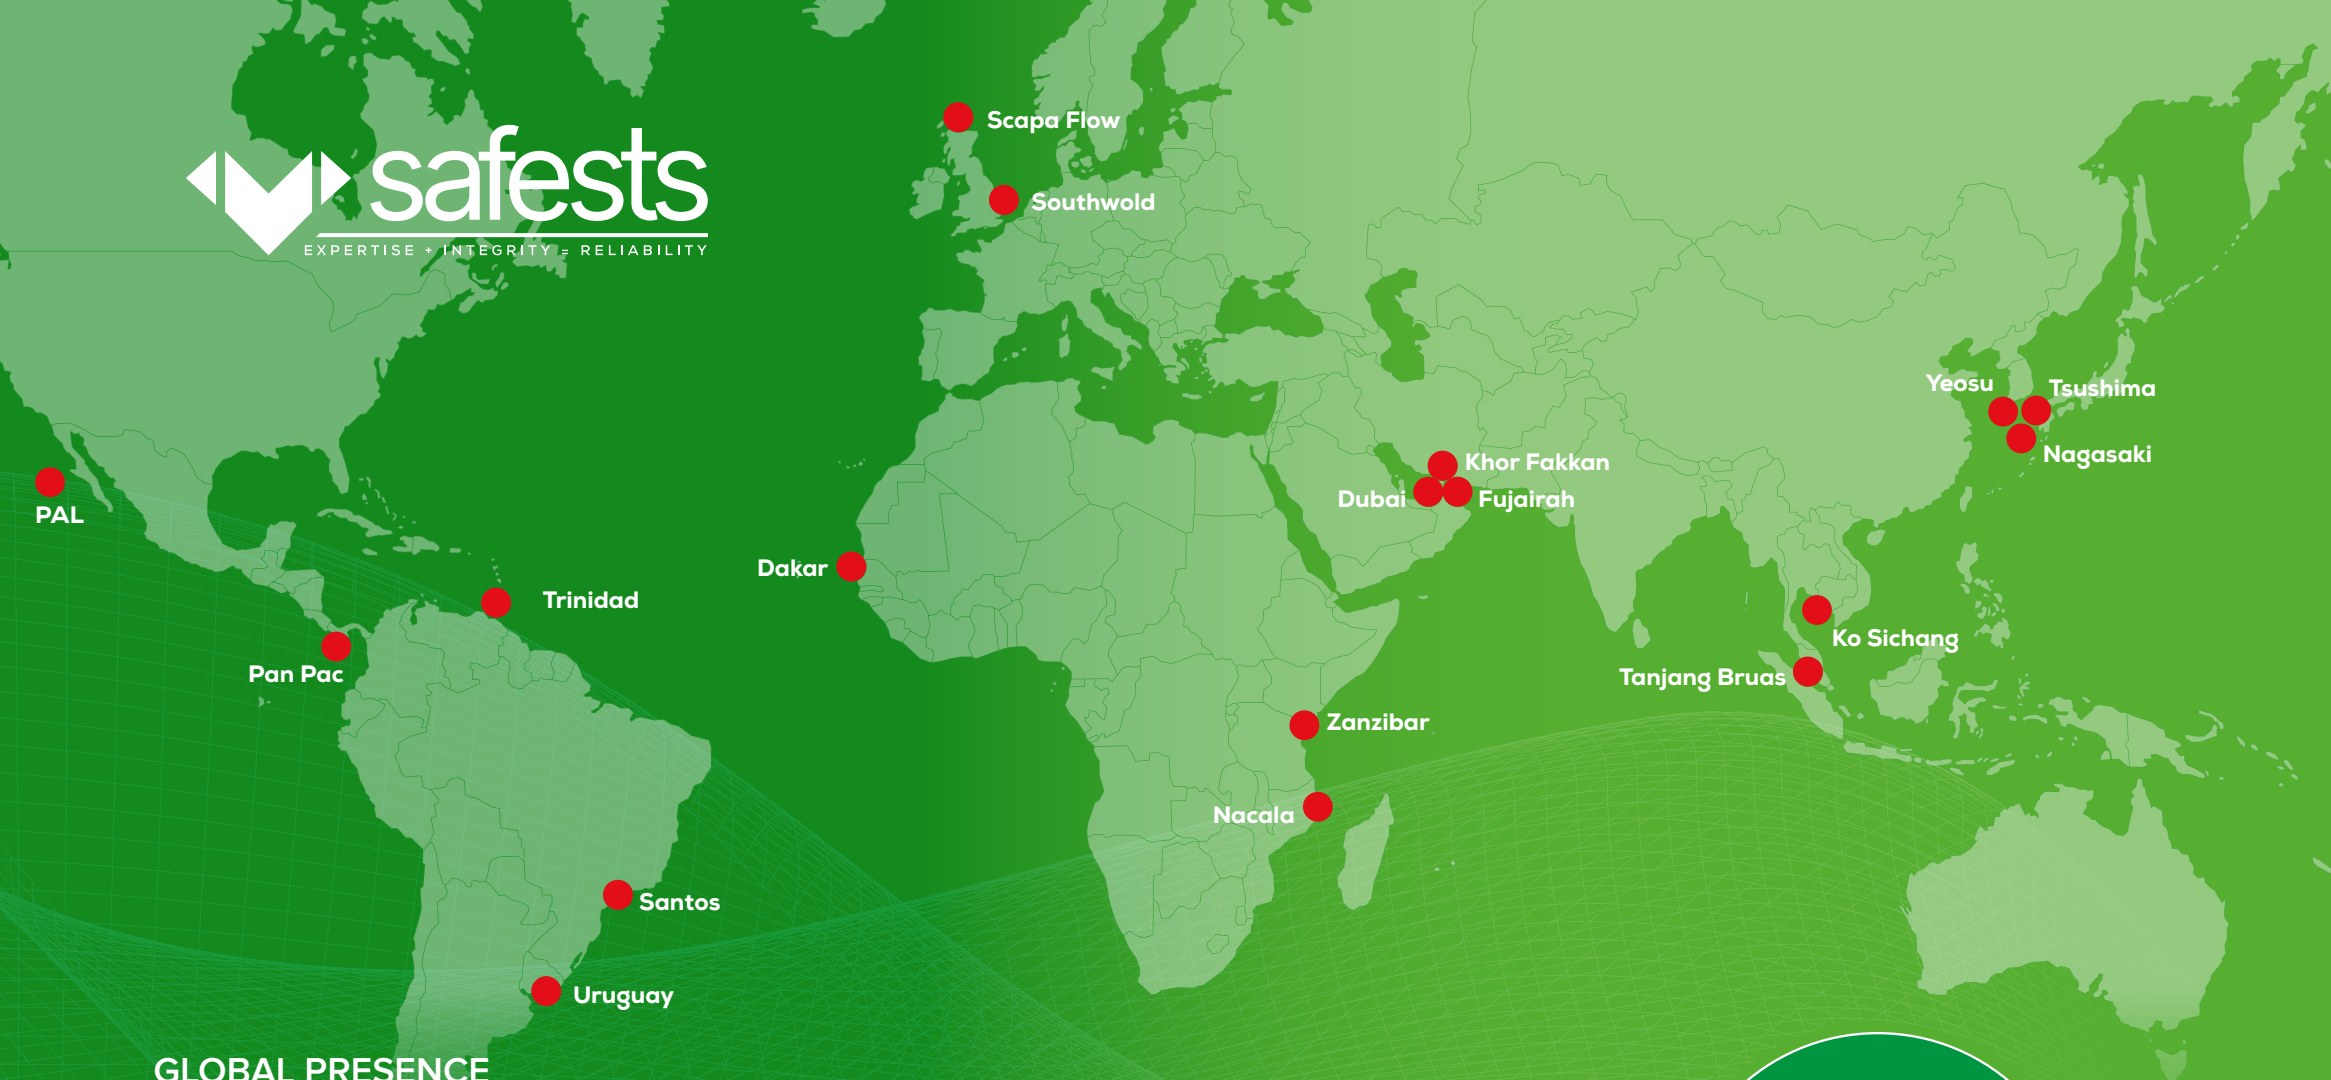 safests
EXPERTISE + INTEGRITY = RELIABILITY
Scapa Flow
Southwold
Yeosu
Tsushima
Nagasaki
Khor Fakkan
Dubai
Fujairah
PAL
Dakar
Trinidad
Ko Sichang
Pan Pac
Tanjang Bruas
Zanzibar
Nacala
Santos
Uruguay
GLOBAL PRESENCE